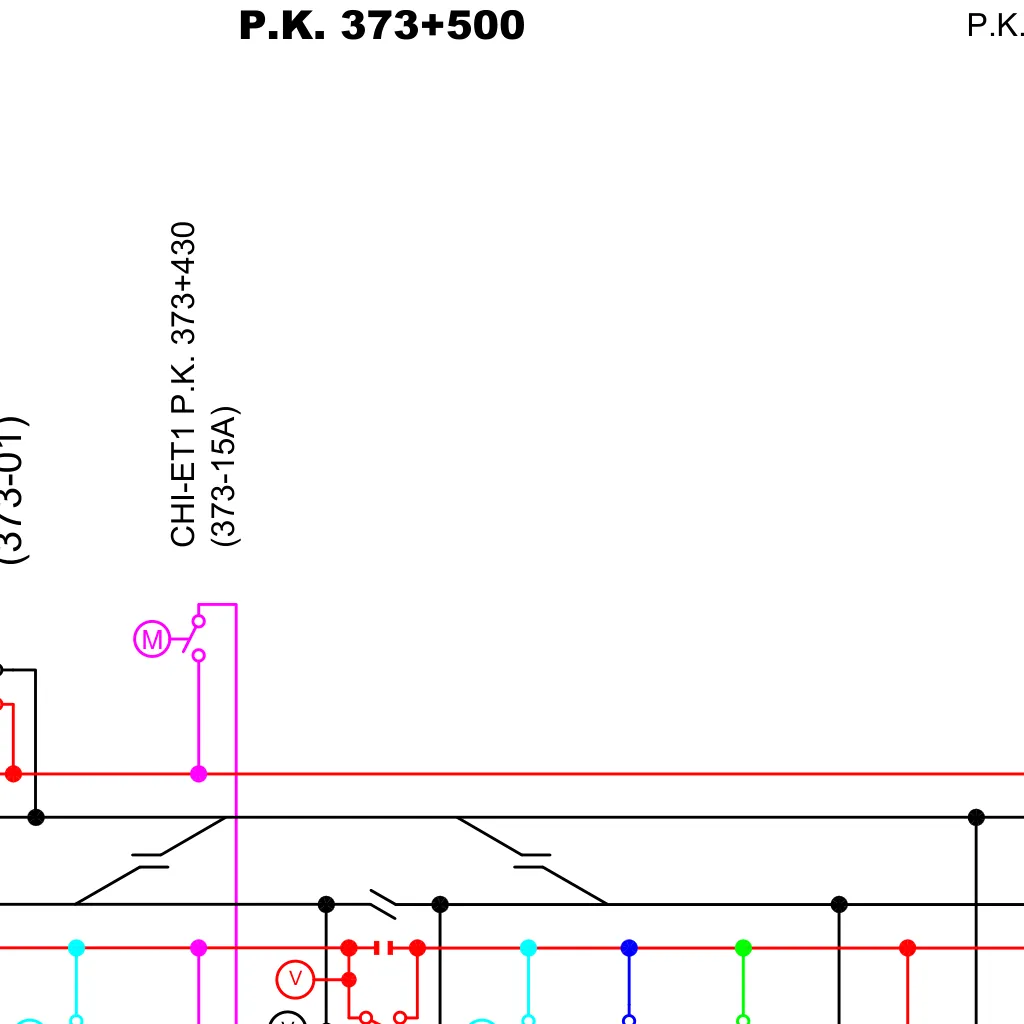 P.K. 373+500
P.K.
CHI-ET1 P.K. 373+430
(373-15A)
(373-01)
M
V
V